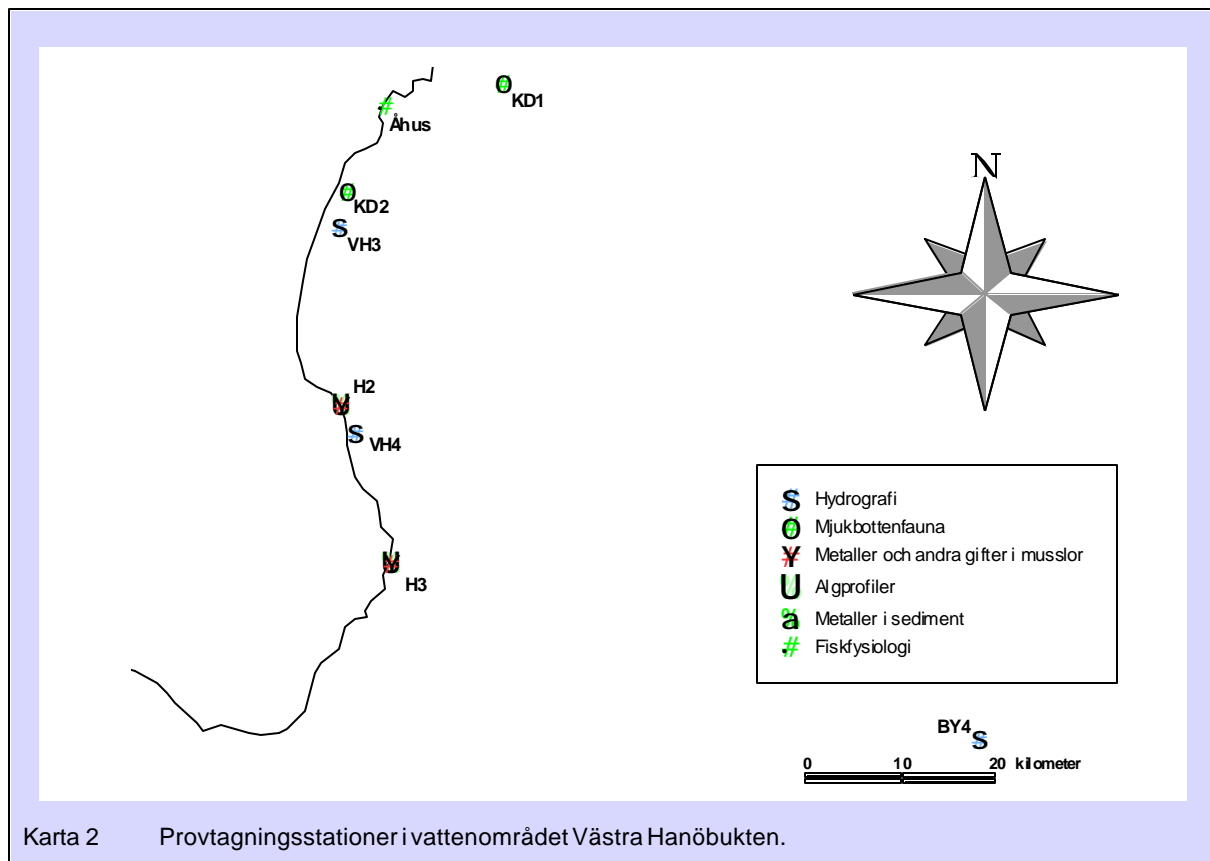 KD1
Åhus
N
KD2
VH3
H2
VH4
H3
S Hydrografi
O Mjukbottenfauna
Y Metaller och andra gifter i musslor
U Algprofiler
a Metaller i sediment
# Fiskfysiologi
BY4
0 10 20 kilometer
Karta 2 Provtagningsstationer i vattenområdet Västra Hanöbukten.